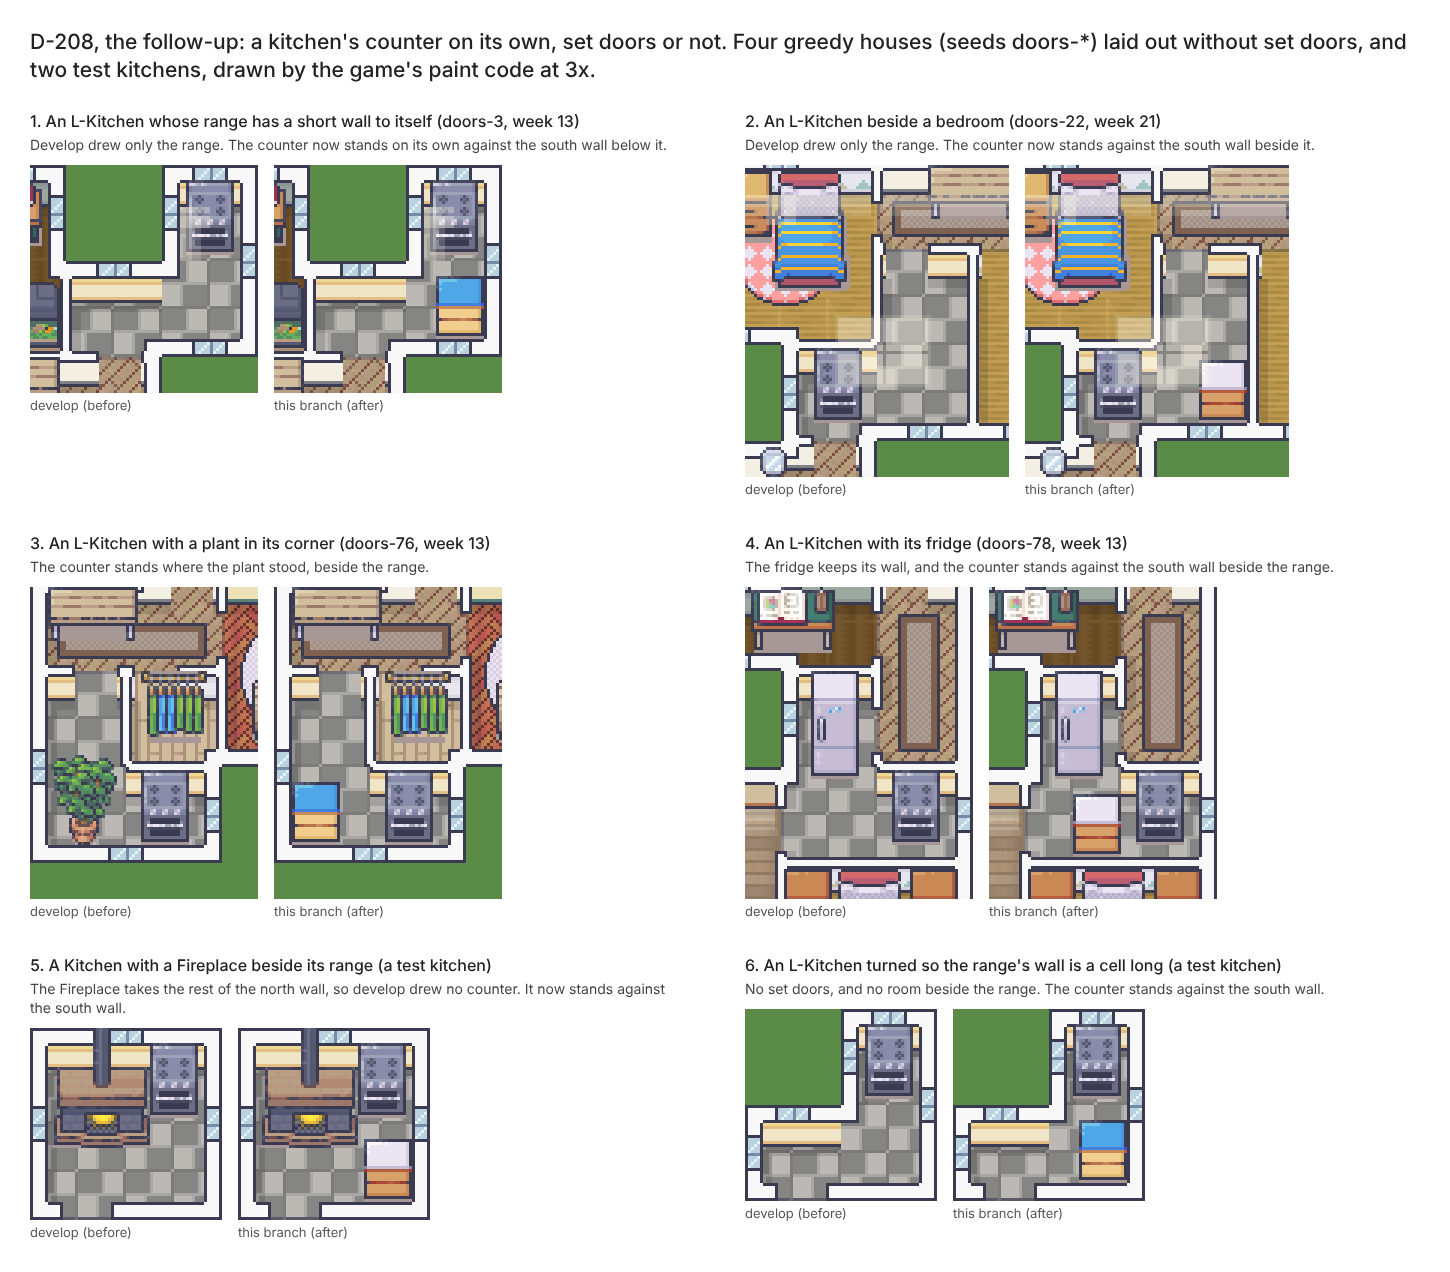 D-208, the follow-up: a kitchen's counter on its own, set doors or not. Four greedy houses (seeds doors-*) laid out without set doors, and
two test kitchens, drawn by the game's paint code at 3x.
1. An L-Kitchen whose range has a short wall to itself (doors-3, week 13)
Develop drew only the range. The counter now stands on its own against the south wall below it.
develop (before)
this branch (after)
2. An L-Kitchen beside a bedroom (doors-22, week 21)
Develop drew only the range. The counter now stands against the south wall beside it.
develop (before)
this branch (after)
3. An L-Kitchen with a plant in its corner (doors-76, week 13)
The counter stands where the plant stood, beside the range.
develop (before)
this branch (after)
4. An L-Kitchen with its fridge (doors-78, week 13)
The fridge keeps its wall, and the counter stands against the south wall beside the range.
develop (before)
this branch (after)
5. A Kitchen with a Fireplace beside its range (a test kitchen)
The Fireplace takes the rest of the north wall, so develop drew no counter. It now stands against
the south wall.
develop (before)
this branch (after)
6. An L-Kitchen turned so the range's wall is a cell long (a test kitchen)
No set doors, and no room beside the range. The counter stands against the south wall.
develop (before)
this branch (after)